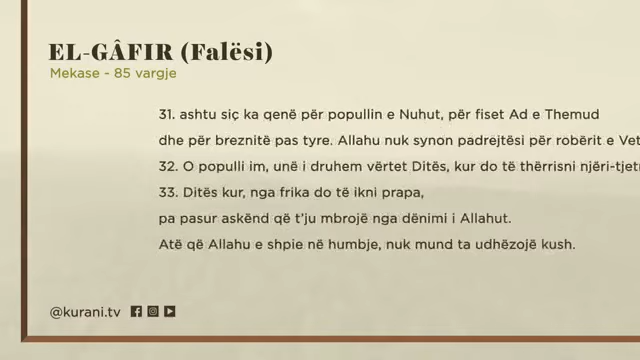 EL-GÂFIR (Falësi)
Mekase - 85 vargje
31. ashtu siç ka qenë për popullin e Nuhut, për fiset Ad e Themud
dhe për breznitë pas tyre. Allahu nuk synon padrejtësi për robërit e Vet
32. O populli im, unë i druhem vërtet Ditës, kur do të thërrisni njëri-tjetr
33. Ditës kur, nga frika do të ikni prapa,
pa pasur askënd që t'ju mbrojë nga dënimi i Allahut.
Atë që Allahu e shpie në humbje, nuk mund ta udhëzojë kush.
@kurani.tv